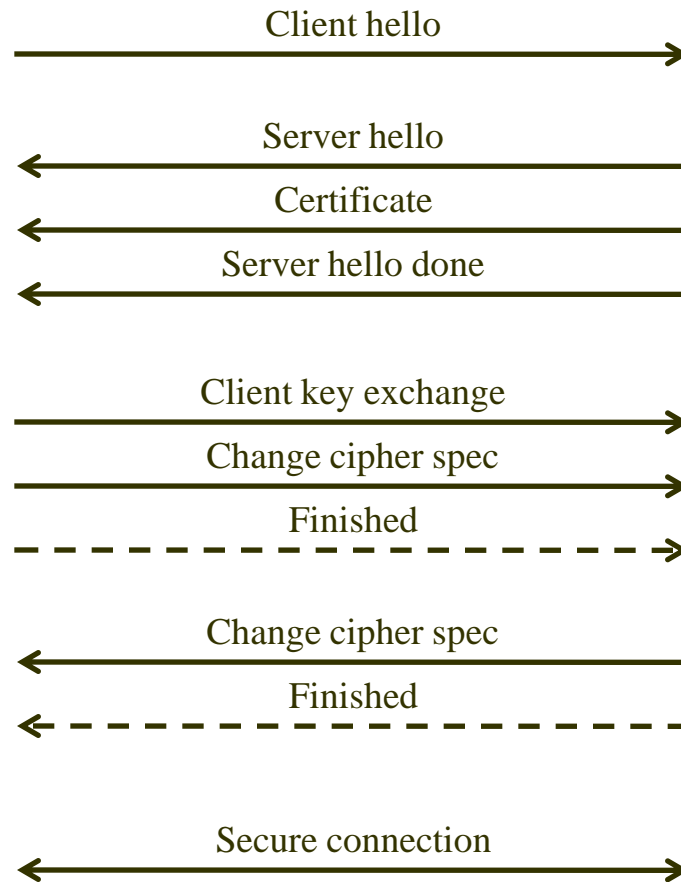 Client hello
Server hello
Certificate
Server hello done
Client key exchange
Change cipher spec
Finished
Change cipher spec
Finished
Secure connection